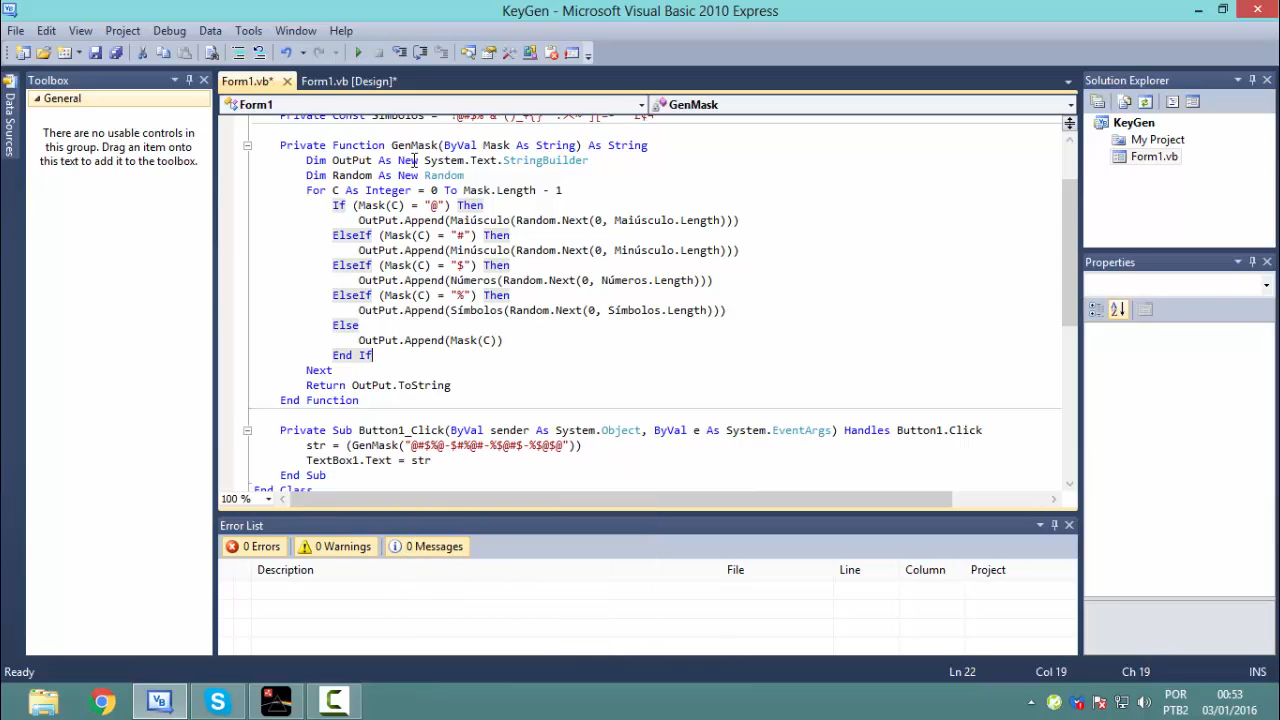 KeyGen - Microsoft Visual Basic 2010 Express
File Edit View Project Debug Data Tools Window Help
Data Sources
Toolbox
General
There are no usable controls in
this group. Drag an item onto
this text to add it to the toolbox.
Form1.vb* Form1.vb [Design]*
Form1 GenMask
Private Const Símbolos =
Private Function GenMask(ByVal Mask As String) As String
Dim OutPut As New System.Text.StringBuilder
Dim Random As New Random
For C As Integer = 0 To Mask.Length - 1
If (Mask(C) = "@") Then
OutPut.Append(Maiúsculo(Random.Next(0, Maiúsculo.Length)))
ElseIf (Mask(C) = "#") Then
OutPut.Append(Minúsculo(Random.Next(0, Minúsculo.Length)))
ElseIf (Mask(C) = "$") Then
OutPut.Append(Números(Random.Next(0, Números.Length)))
ElseIf (Mask(C) = "%") Then
OutPut.Append(Símbolos(Random.Next(0, Símbolos.Length)))
Else
OutPut.Append(Mask(C))
End If
Next
Return OutPut.ToString
End Function
Private Sub Button1_Click(ByVal sender As System.Object, ByVal e As System.EventArgs) Handles Button1.Click
str = (GenMask("@#$%@-$#%@#-%$@#$-%$@$@"))
TextBox1.Text = str
End Sub
End Class
100 %
Error List
0 Errors 0 Warnings 0 Messages
Description File Line Column Project
Solution Explorer
KeyGen
My Project
Form1.vb
Properties
Ready Ln 22 Col 19 Ch 19 INS
POR
PTB2
00:53
03/01/2016